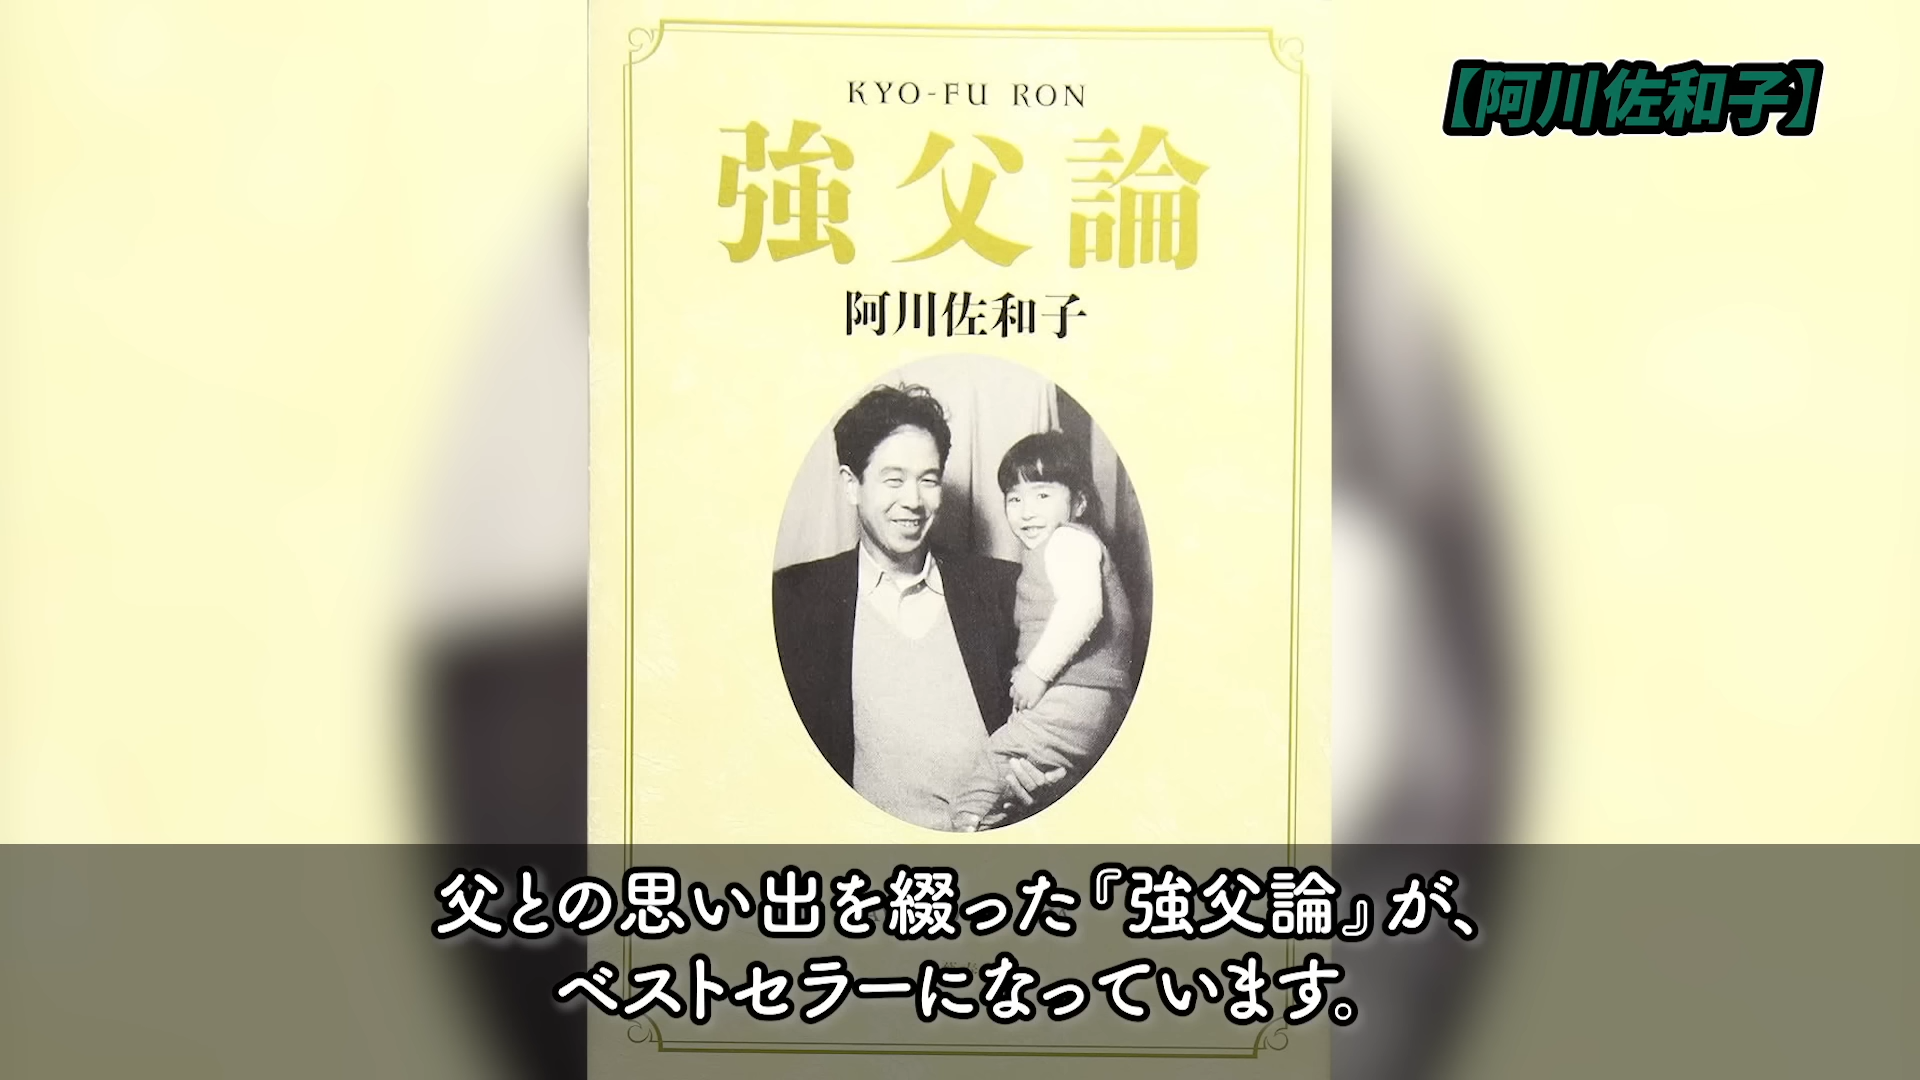 【阿川佐和子】
KYO-FU RON
強父論
阿川佐和子
父との思い出を綴った『強父論』が、
ベストセラーになっています。